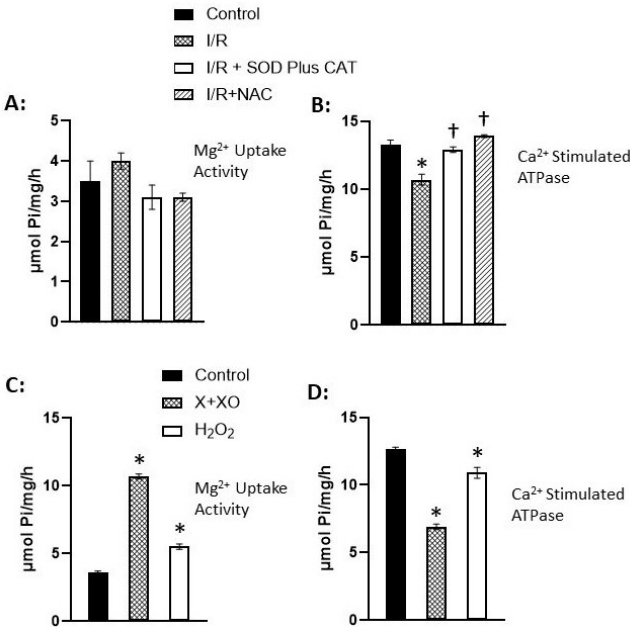 Control
I/R
I/R + SOD Plus CAT
I/R+NAC
A:
5
4
3
2
1
0
µmol Pi/mg/h
Mg²⁺ Uptake
Activity
B:
15
10
5
0
µmol Pi/mg/h
*
†
†
Ca²⁺ Stimulated
ATPase
C:
Control
X+XO
H₂O₂
15
10
5
0
µmol Pi/mg/h
*
*
Mg²⁺ Uptake
Activity
D:
15
10
5
0
µmol Pi/mg/h
*
*
Ca²⁺ Stimulated
ATPase